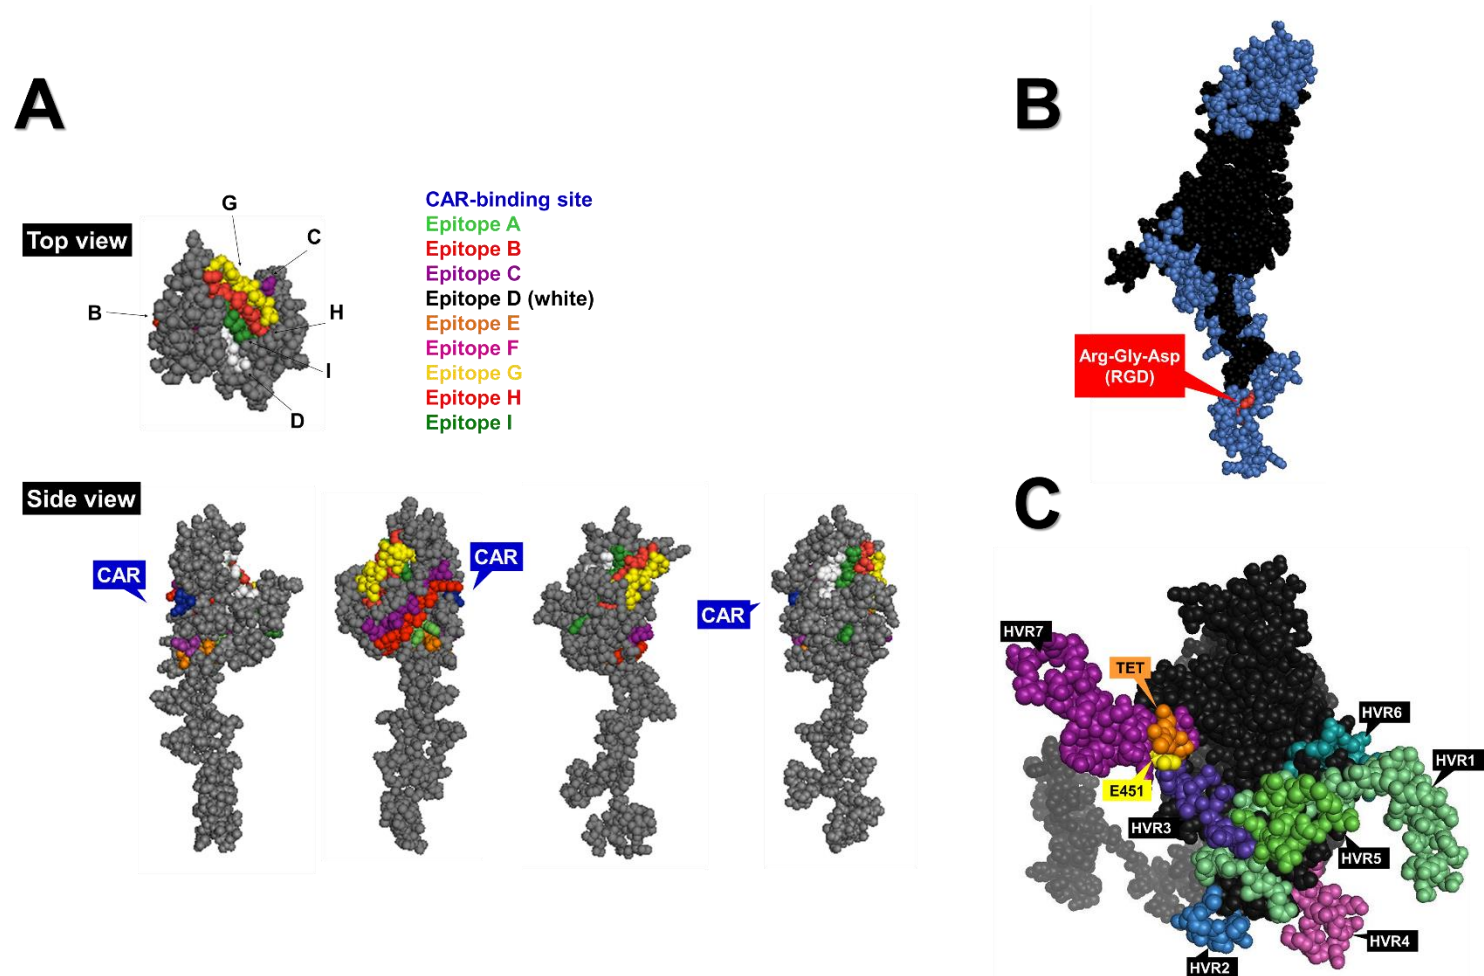 A
Top view
G
C
B
H
I
D
CAR-binding site
Epitope A
Epitope B
Epitope C
Epitope D (white)
Epitope E
Epitope F
Epitope G
Epitope H
Epitope I
Side view
CAR
CAR
CAR
B
Arg-Gly-Asp
(RGD)
C
HVR7
TET
HVR6
HVR1
E451
HVR3
HVR5
HVR4
HVR2